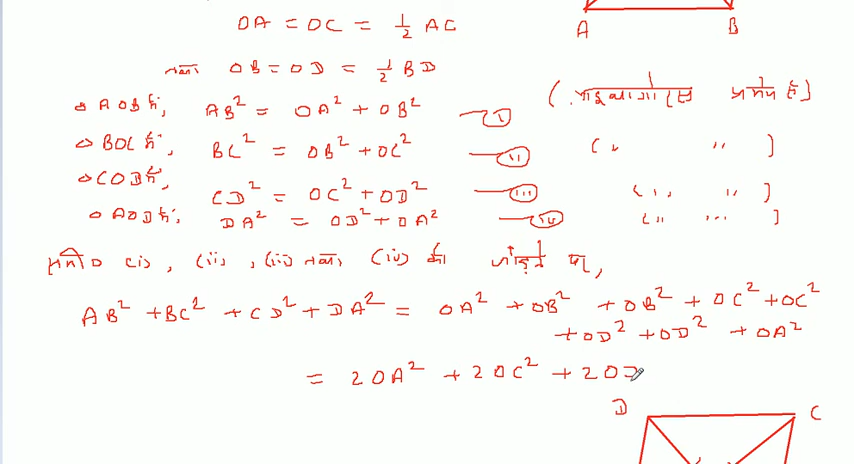 OA = OC = 1/2 AC
A B
तथा OB = OD = 1/2 BD
△ AOB में, AB² = OA² + OB² — (i) ( पाइथागोरस प्रमेय से)
△ BOC में, BC² = OB² + OC² — (ii) ( ,, ,, )
△ COD में,
CD² = OC² + OD² — (iii) ( ,, ,, )
△ AOD में, DA² = OD² + OA² — (iv) ( ,, ,, )
(i), (ii), (iii) तथा (iv) को जोड़ने पर,
AB² + BC² + CD² + DA² = OA² + OB² + OB² + OC² + OC²
+ OD² + OD² + OA²
= 2OA² + 2OC² + 2OD
D C